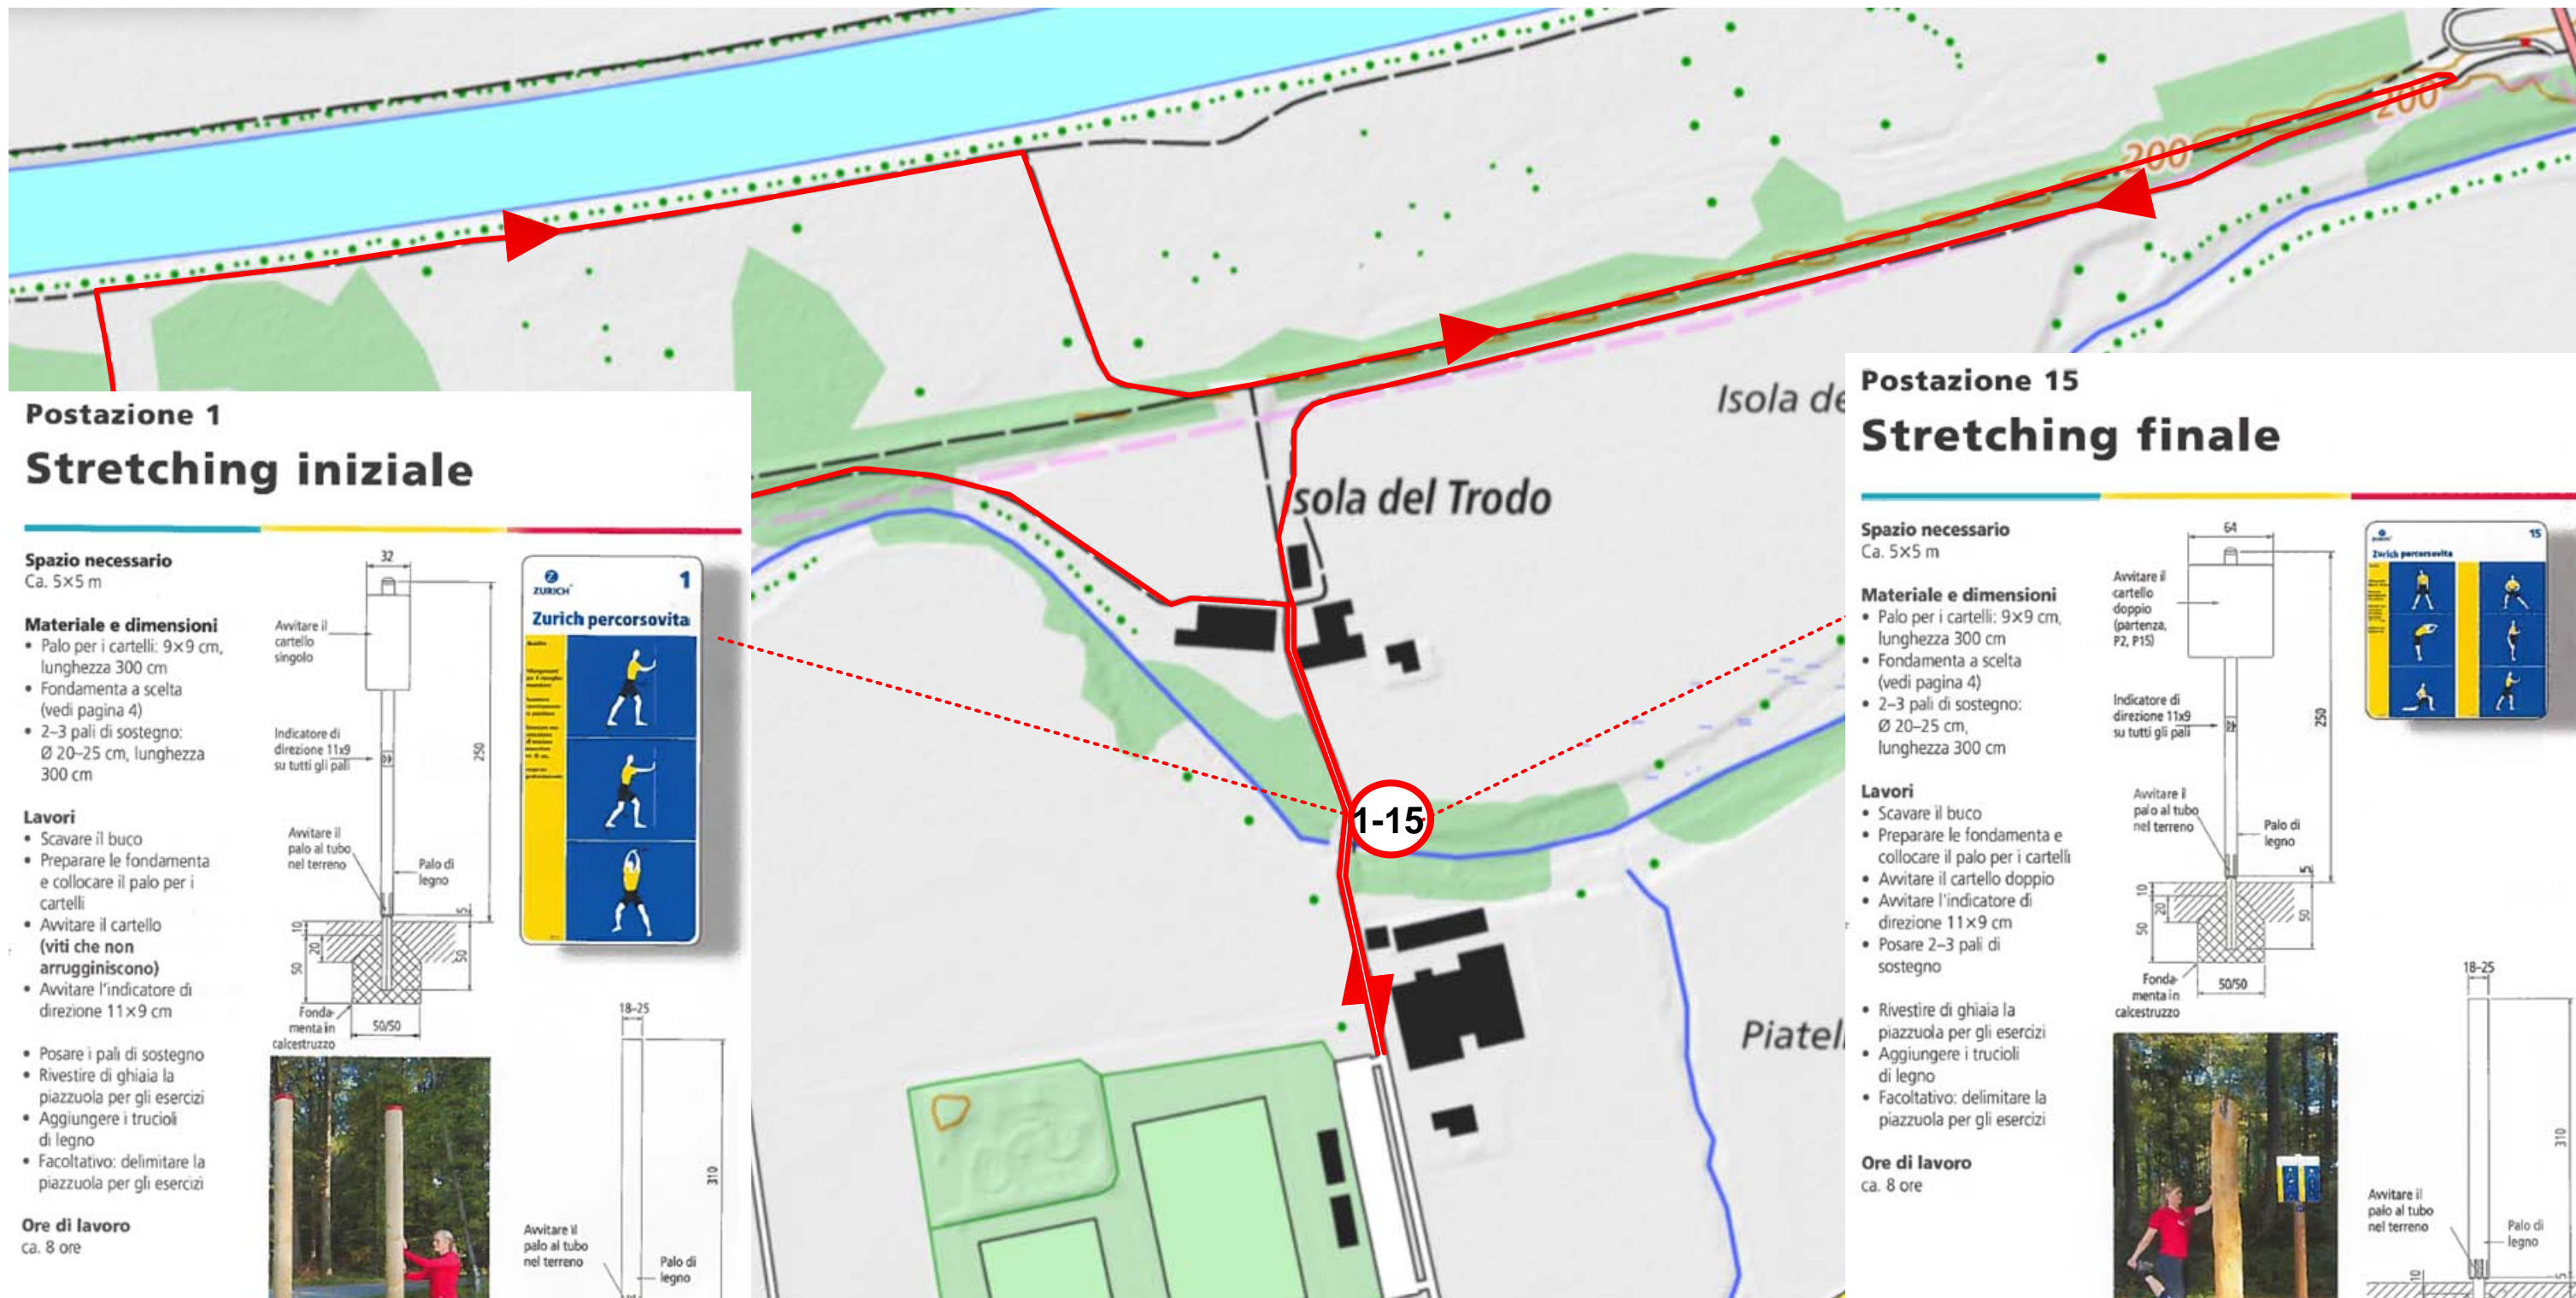 200
200
Isola de
Isola del Trodo
1-15
Piatel
Postazione 1
Stretching iniziale
Spazio necessario
Ca. 5×5 m
Materiale e dimensioni
• Palo per i cartelli: 9×9 cm,
lunghezza 300 cm
• Fondamenta a scelta
(vedi pagina 4)
• 2–3 pali di sostegno:
Ø 20–25 cm, lunghezza
300 cm
Lavori
• Scavare il buco
• Preparare le fondamenta
e collocare il palo per i
cartelli
• Avvitare il cartello
(viti che non
arrugginiscono)
• Avvitare l'indicatore di
direzione 11×9 cm
• Posare i pali di sostegno
• Rivestire di ghiaia la
piazzuola per gli esercizi
• Aggiungere i trucioli
di legno
• Facoltativo: delimitare la
piazzuola per gli esercizi
Ore di lavoro
ca. 8 ore
32
Avvitare il
cartello
singolo
Indicatore di
direzione 11x9
su tutti gli pali
250
Avvitare il
palo al tubo
nel terreno
Palo di
legno
5
10
20
50
50
Fonda-
menta in
calcestruzzo
50/50
ZURICH
1
Zurich percorsovita
18–25
310
Avvitare il
palo al tubo
nel terreno
Palo di
legno
Postazione 15
Stretching finale
Spazio necessario
Ca. 5×5 m
Materiale e dimensioni
• Palo per i cartelli: 9×9 cm,
lunghezza 300 cm
• Fondamenta a scelta
(vedi pagina 4)
• 2–3 pali di sostegno:
Ø 20–25 cm,
lunghezza 300 cm
Lavori
• Scavare il buco
• Preparare le fondamenta e
collocare il palo per i cartelli
• Avvitare il cartello doppio
• Avvitare l'indicatore di
direzione 11×9 cm
• Posare 2–3 pali di
sostegno
• Rivestire di ghiaia la
piazzuola per gli esercizi
• Aggiungere i trucioli
di legno
• Facoltativo: delimitare la
piazzuola per gli esercizi
Ore di lavoro
ca. 8 ore
64
Avvitare il
cartello
doppio
(partenza,
P2, P15)
Indicatore di
direzione 11x9
su tutti gli pali
250
Avvitare il
palo al tubo
nel terreno
Palo di
legno
5
10
20
50
50
Fonda-
menta in
calcestruzzo
50/50
15
Zurich percorsovita
18–25
310
Avvitare il
palo al tubo
nel terreno
Palo di
legno
10
5